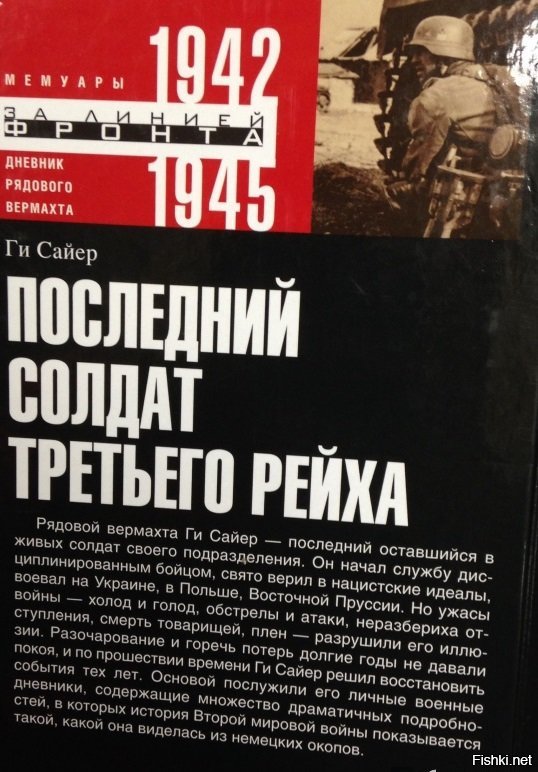 1942
МЕМУАРЫ
ЗА ЛИНИЕЙ
ФРОНТА
ДНЕВНИК
РЯДОВОГО
ВЕРМАХТА
1945
Ги Сайер
ПОСЛЕДНИЙ
СОЛДАТ
ТРЕТЬЕГО РЕЙХА
Рядовой вермахта Ги Сайер — последний оставшийся в
живых солдат своего подразделения. Он начал службу дис-
циплинированным бойцом, свято верил в нацистские идеалы,
воевал на Украине, в Польше, Восточной Пруссии. Но ужасы
войны — холод и голод, обстрелы и атаки, неразбериха от-
ступления, смерть товарищей, плен — разрушили его иллю-
зии. Разочарование и горечь потерь долгие годы не давали
покоя, и по прошествии времени Ги Сайер решил восстановить
события тех лет. Основой послужили его личные военные
дневники, содержащие множество драматичных подробно-
стей, в которых история Второй мировой войны показывается
такой, какой она виделась из немецких окопов.
Fishki.net